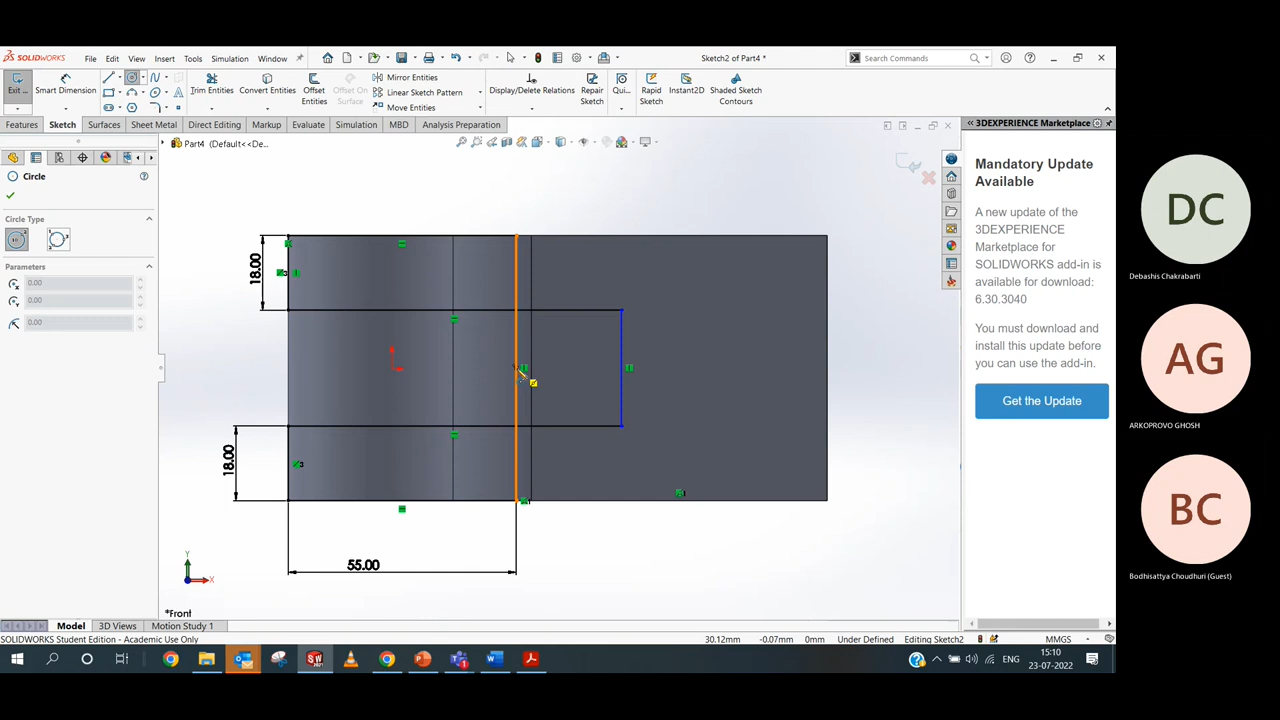 SOLIDWORKS
File Edit View Insert Tools Simulation Window
Sketch2 of Part4 *
Search Commands
Exit ...
Smart Dimension
Trim Entities
Convert Entities
Offset Entities
Offset On Surface
Mirror Entities
Linear Sketch Pattern
Move Entities
Display/Delete Relations
Repair Sketch
Qui...
Rapid Sketch
Instant2D
Shaded Sketch Contours
Features Sketch Surfaces Sheet Metal Direct Editing Markup Evaluate Simulation MBD Analysis Preparation
3DEXPERIENCE Marketplace
Part4 (Default<<De...
Circle
Circle Type
Parameters
0.00
0.00
0.00
18.00
18.00
55.00
Y
X
*Front
Mandatory Update
Available
A new update of the
3DEXPERIENCE
Marketplace for
SOLIDWORKS add-in is
available for download:
6.30.3040
You must download and
install this update before
you can use the add-in.
Get the Update
DC
Debashis Chakrabarti
AG
ARKOPROVO GHOSH
BC
Bodhisattya Choudhuri (Guest)
Model 3D Views Motion Study 1
SOLIDWORKS Student Edition - Academic Use Only
30.12mm -0.07mm 0mm Under Defined Editing Sketch2 MMGS
ENG
15:10
23-07-2022